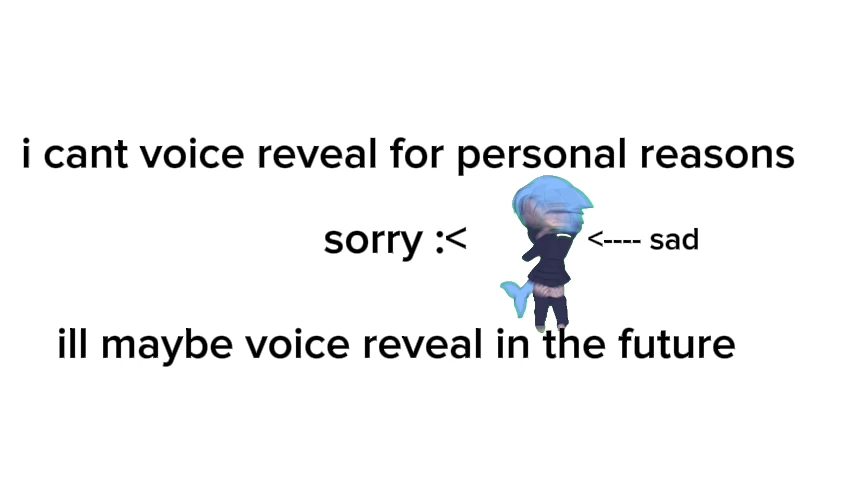 i cant voice reveal for personal reasons
sorry :< <---- sad
ill maybe voice reveal in the future